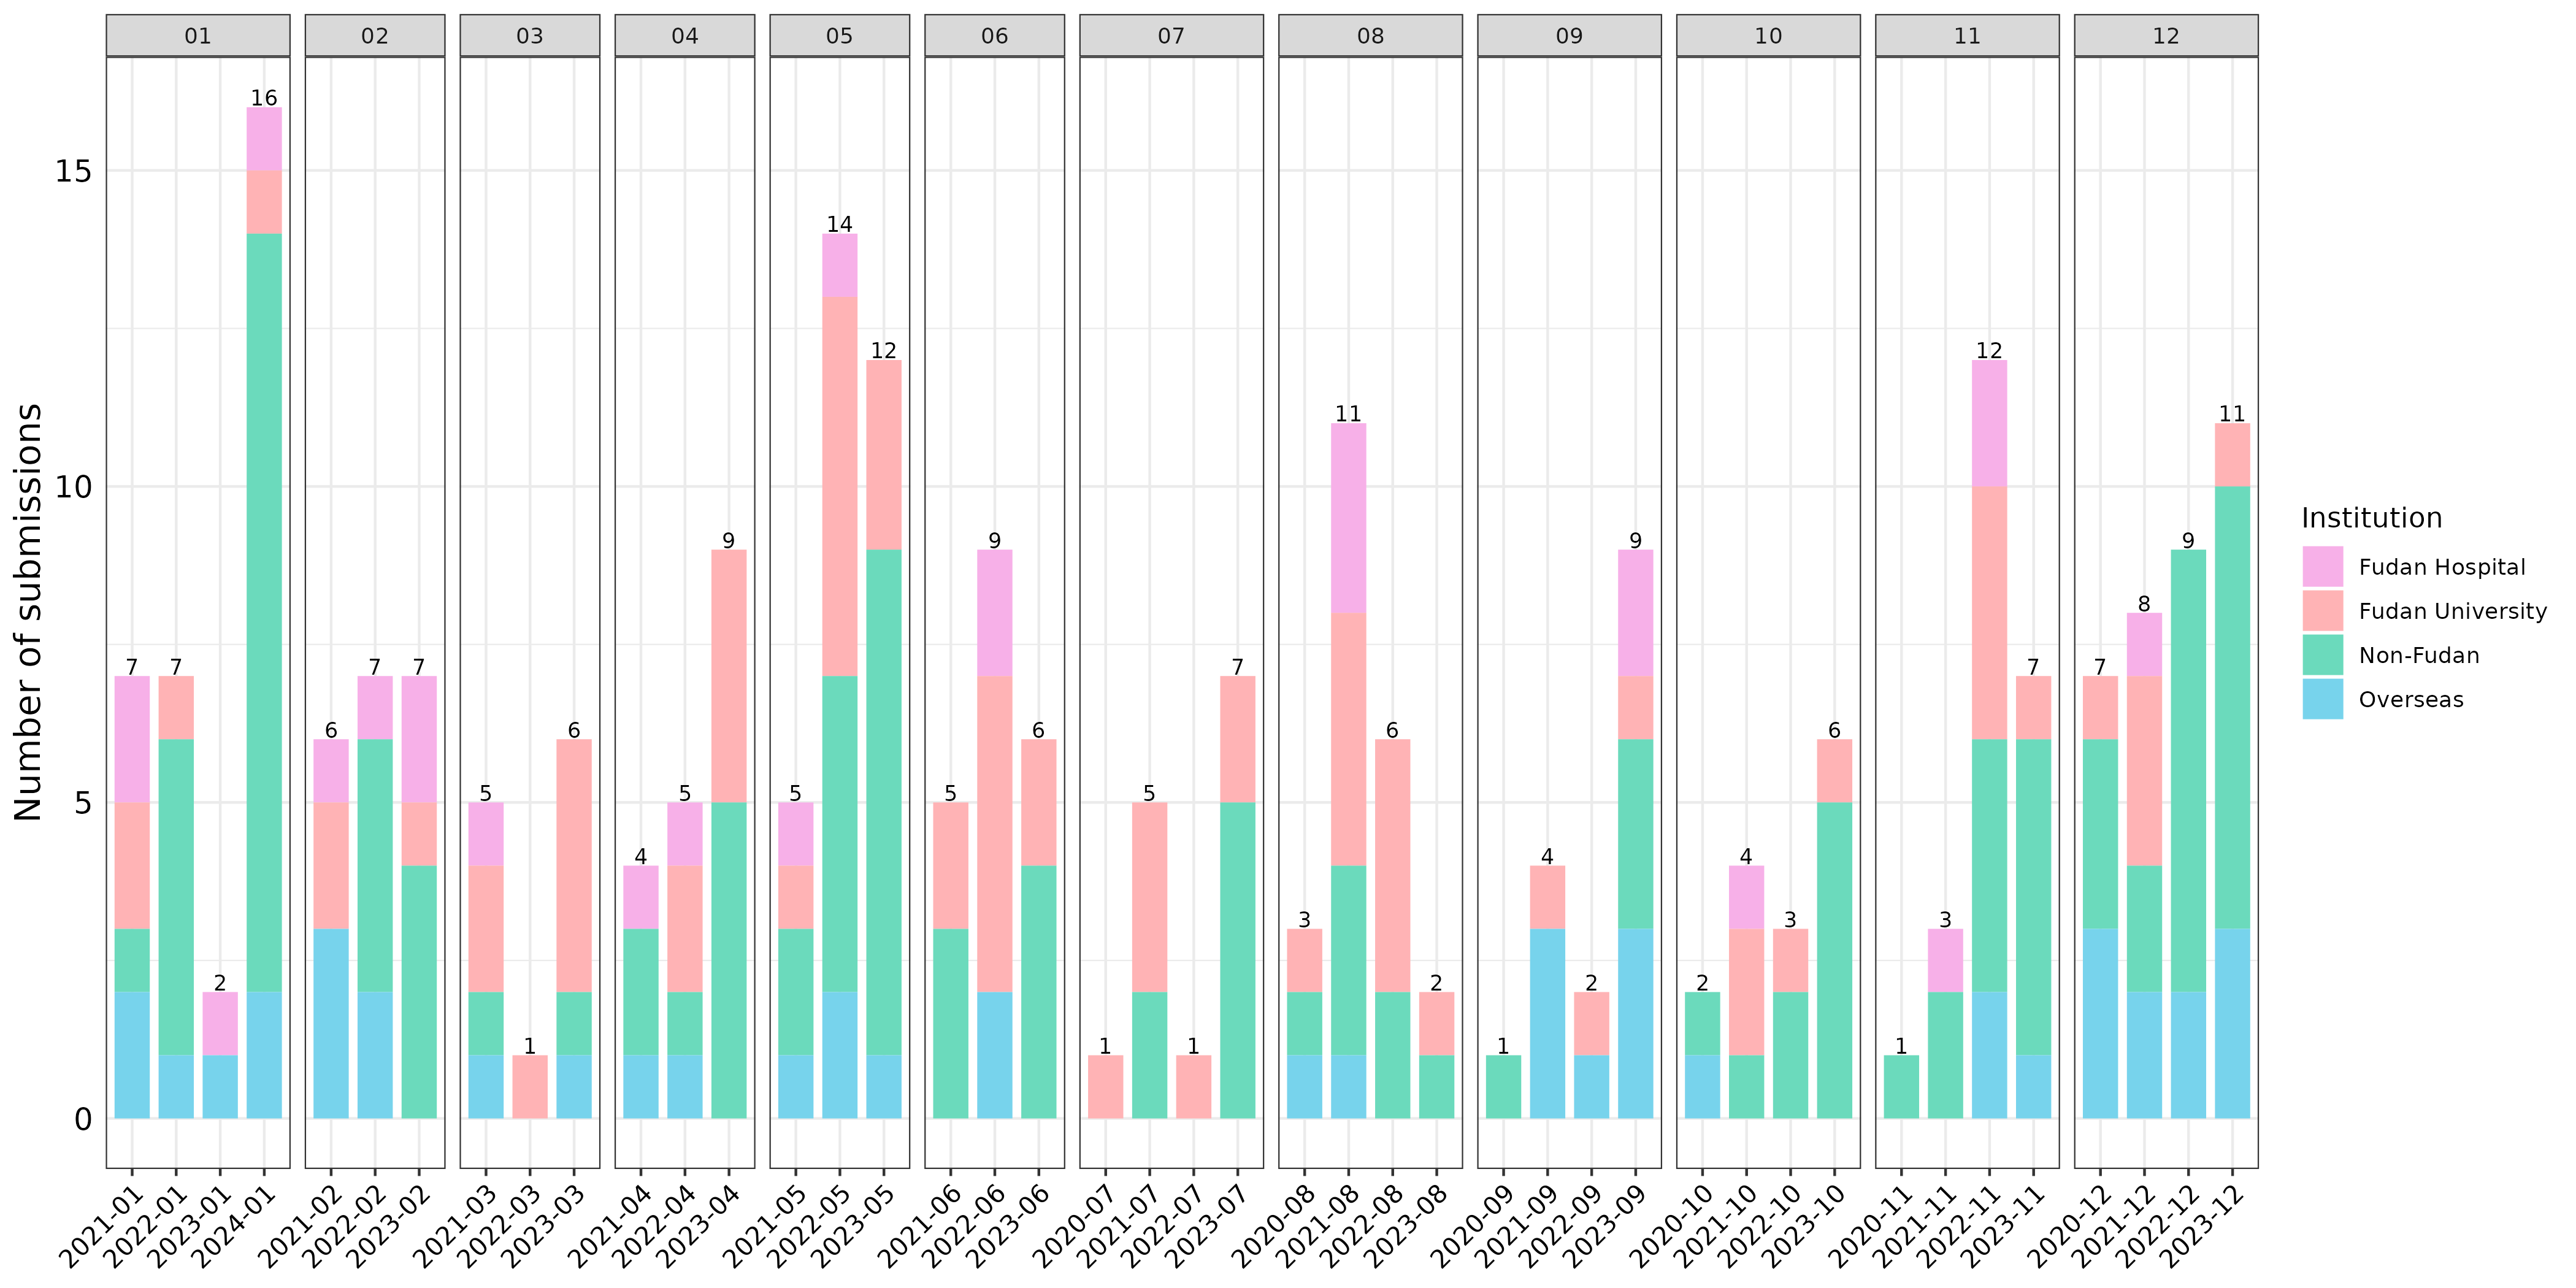 01 02 03 04 05 06 07 08 09 10 11 12
Number of submissions
15
10
5
0
7 7 2 16
6 7 7
5 1 6
4 5 9
5 14 12
5 9 6
1 5 1 7
3 11 6 2
1 4 2 9
2 4 3 6
1 3 12 7
7 8 9 11
2021-01 2022-01 2023-01 2024-01
2021-02 2022-02 2023-02
2021-03 2022-03 2023-03
2021-04 2022-04 2023-04
2021-05 2022-05 2023-05
2021-06 2022-06 2023-06
2020-07 2021-07 2022-07 2023-07
2020-08 2021-08 2022-08 2023-08
2020-09 2021-09 2022-09 2023-09
2020-10 2021-10 2022-10 2023-10
2020-11 2021-11 2022-11 2023-11
2020-12 2021-12 2022-12 2023-12
Institution
Fudan Hospital
Fudan University
Non-Fudan
Overseas